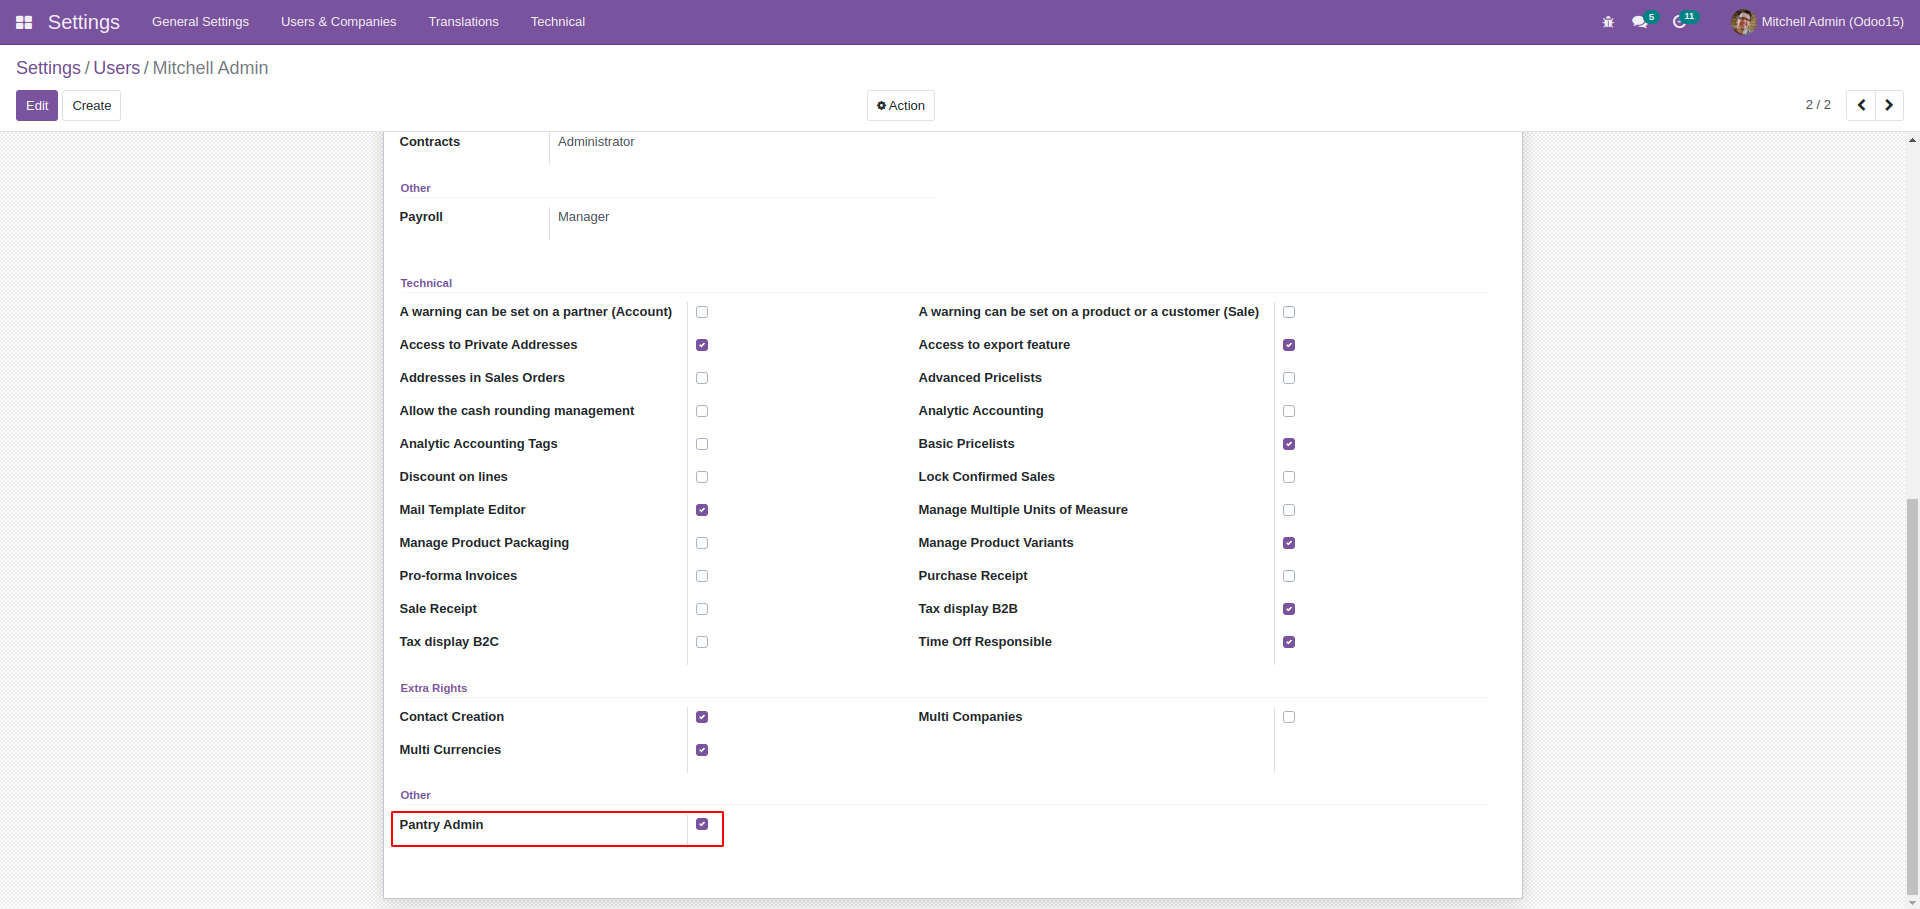 Settings General Settings Users & Companies Translations Technical 5 11 Mitchell Admin (Odoo15)
Settings / Users / Mitchell Admin
Edit Create Action 2 / 2
Contracts Administrator
Other
Payroll Manager
Technical
A warning can be set on a partner (Account) A warning can be set on a product or a customer (Sale)
Access to Private Addresses Access to export feature
Addresses in Sales Orders Advanced Pricelists
Allow the cash rounding management Analytic Accounting
Analytic Accounting Tags Basic Pricelists
Discount on lines Lock Confirmed Sales
Mail Template Editor Manage Multiple Units of Measure
Manage Product Packaging Manage Product Variants
Pro-forma Invoices Purchase Receipt
Sale Receipt Tax display B2B
Tax display B2C Time Off Responsible
Extra Rights
Contact Creation Multi Companies
Multi Currencies
Other
Pantry Admin